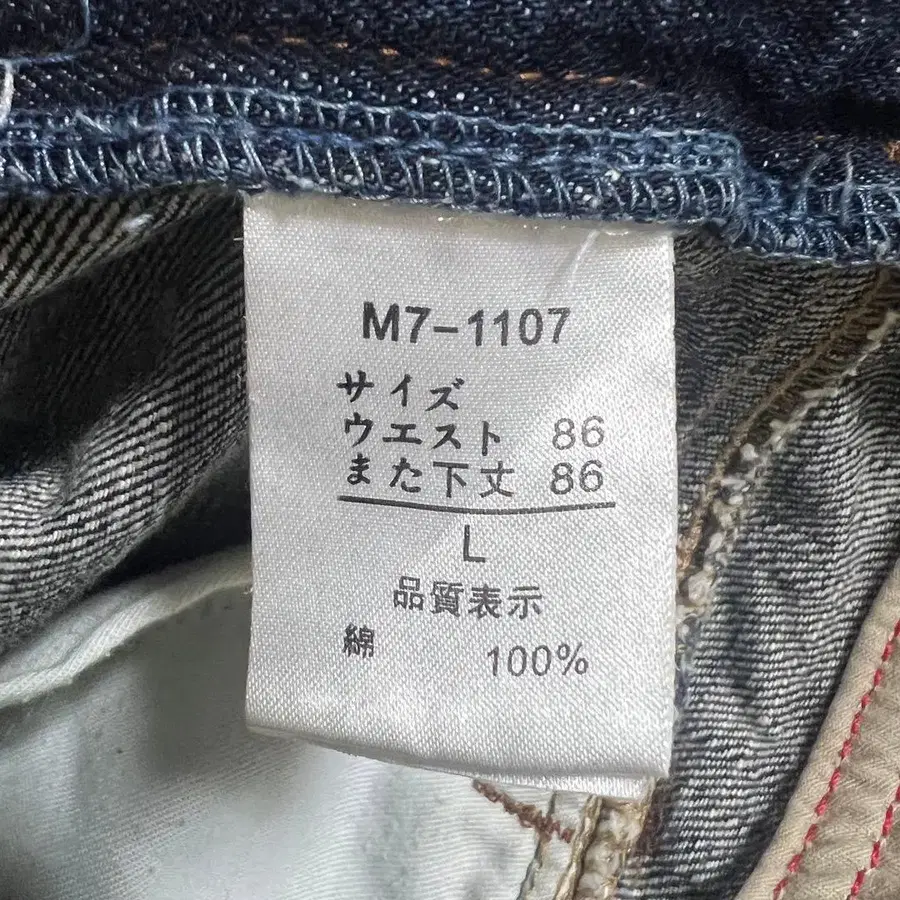 M7-1107
サイズ
ウエスト 86
また下丈 86
L
品質表示
綿 100%